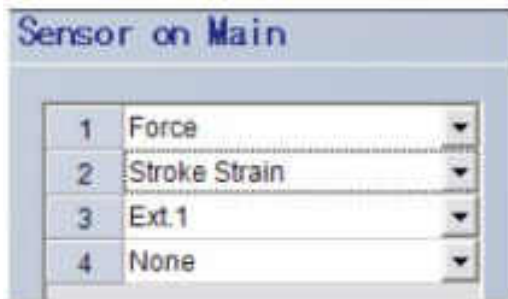 Sensor on Main
1 Force
2 Stroke Strain
3 Ext.1
4 None